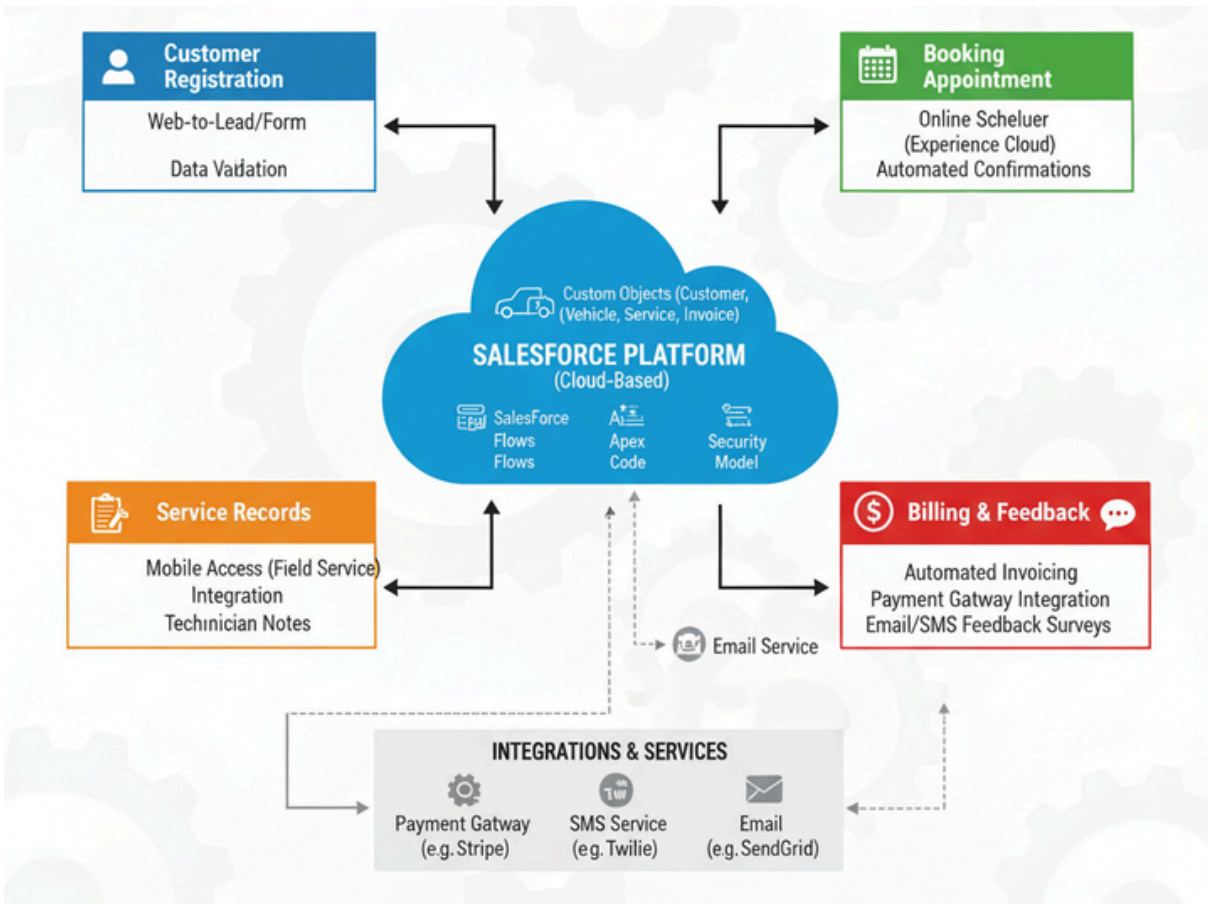 Customer
Registration
Web-to-Lead/Form
Data Vaidation
Booking
Appointment
Online Scheluer
(Experience Cloud)
Automated Confirmations
Custom Objects (Customer,
(Vehicle, Service, Invoice)
SALESFORCE PLATFORM
(Cloud-Based)
SalesForce
Flows
Flows
Apex
Code
Security
Model
Service Records
Mobile Access (Field Service)
Integration
Technician Notes
$ Billing & Feedback
Automated Invoicing
Payment Gatway Integration
Email/SMS Feedback Surveys
Email Service
INTEGRATIONS & SERVICES
Payment Gatway
(e.g. Stripe)
SMS Service
(e.g. Twilie)
Email
(e.g. SendGrid)